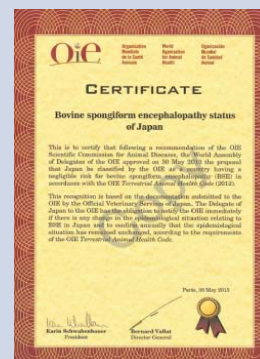 Oie
Organisation Mondiale de la Santé Animale
World Organisation for Animal Health
Organización Mundial de Sanidad Animal
CERTIFICATE
Bovine spongiform encephalopathy status
of Japan
This is to certify that following a recommendation of the OIE
Scientific Commission for Animal Diseases, the World Assembly
of Delegates of the OIE approved on 30 May 2013 the proposal
that Japan be classified by the OIE as a country having a
negligible risk for bovine spongiform encephalopathy (BSE) in
accordance with the OIE Terrestrial Animal Health Code (2012).
This recognition is based on the documentation submitted to the
OIE by the Official Veterinary Services of Japan. The Delegate of
Japan to the OIE has the obligation to notify the OIE immediately
if there is any change in the epidemiological situation relating to
BSE in Japan and to confirm annually that the epidemiological
situation has remained unchanged, according to the requirements
of the OIE Terrestrial Animal Health Code.
Paris, 30 May 2013
Karin Schwabenbauer
President
Bernard Vallat
Director General